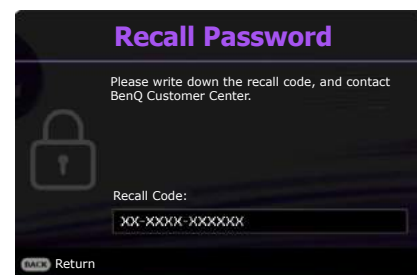 Recall Password
Please write down the recall code, and contact
BenQ Customer Center.
Recall Code:
XX-XXXX-XXXXXX
BACK Return